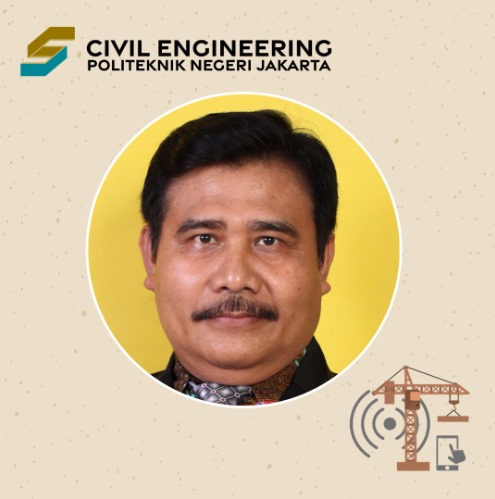 CIVIL ENGINEERING
POLITEKNIK NEGERI JAKARTA